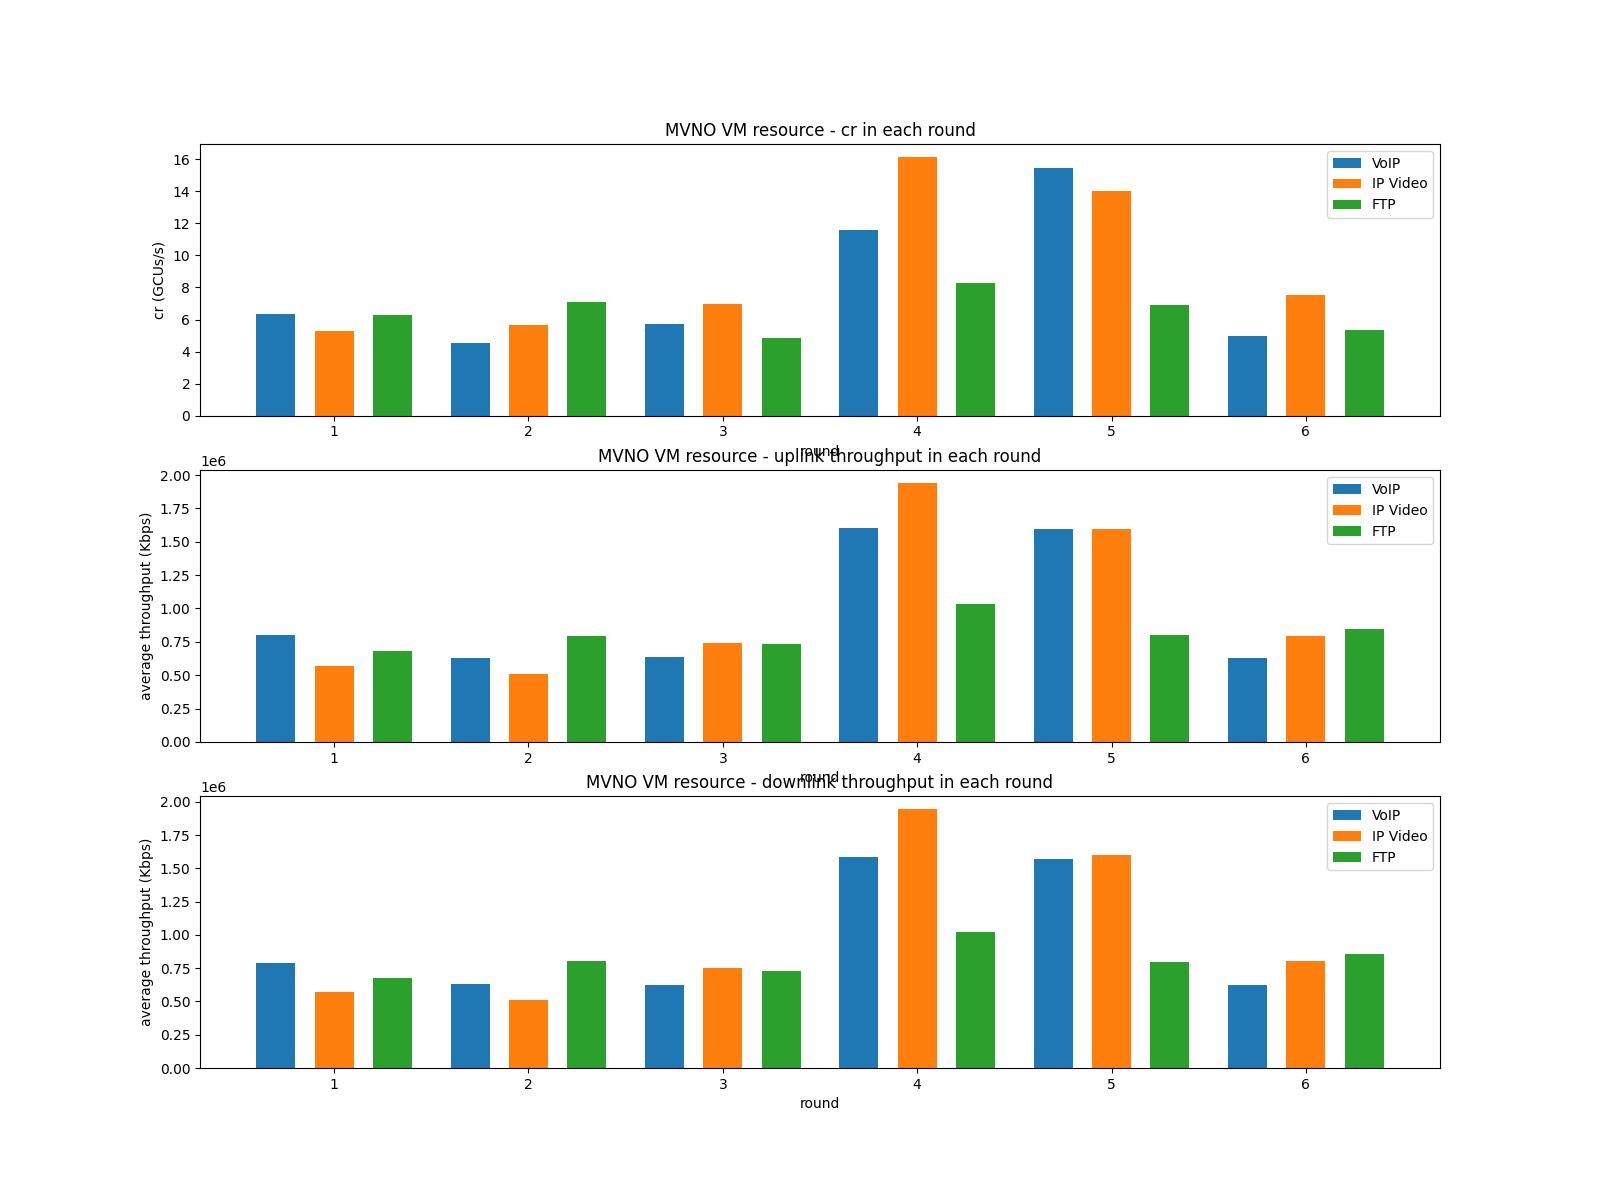 MVNO VM resource - cr in each round
cr (GCUs/s)
16
14
12
10
8
6
4
2
0
VoIP
IP Video
FTP
1 2 3 4 5 6
round
MVNO VM resource - uplink throughput in each round
1e6
average throughput (Kbps)
2.00
1.75
1.50
1.25
1.00
0.75
0.50
0.25
0.00
VoIP
IP Video
FTP
1 2 3 4 5 6
round
MVNO VM resource - downlink throughput in each round
1e6
average throughput (Kbps)
2.00
1.75
1.50
1.25
1.00
0.75
0.50
0.25
0.00
VoIP
IP Video
FTP
1 2 3 4 5 6
round